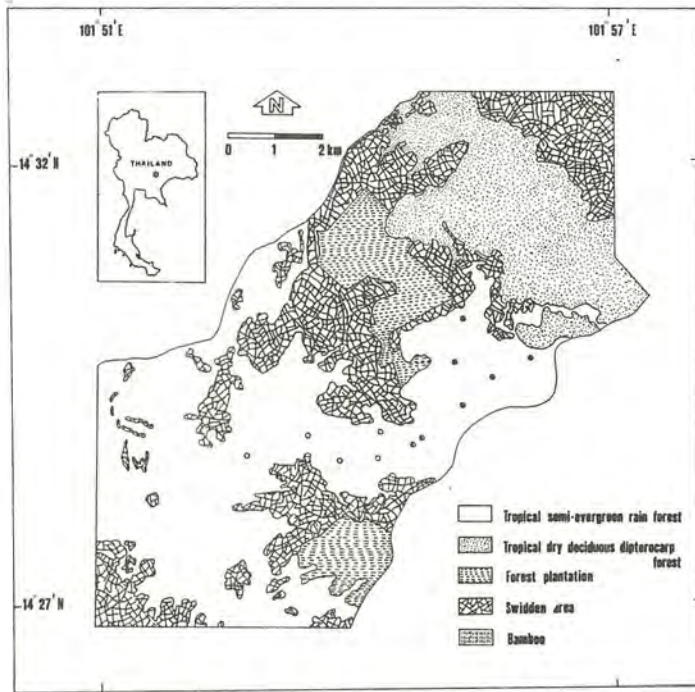 101 51' E
101 57' E
N
THAILAND
0 1 2 km
14 32' N
Tropical semi-evergreen rain forest
Tropical dry deciduous dipterocarp
forest
Forest plantation
14 27' N
Swidden area
Bamboo